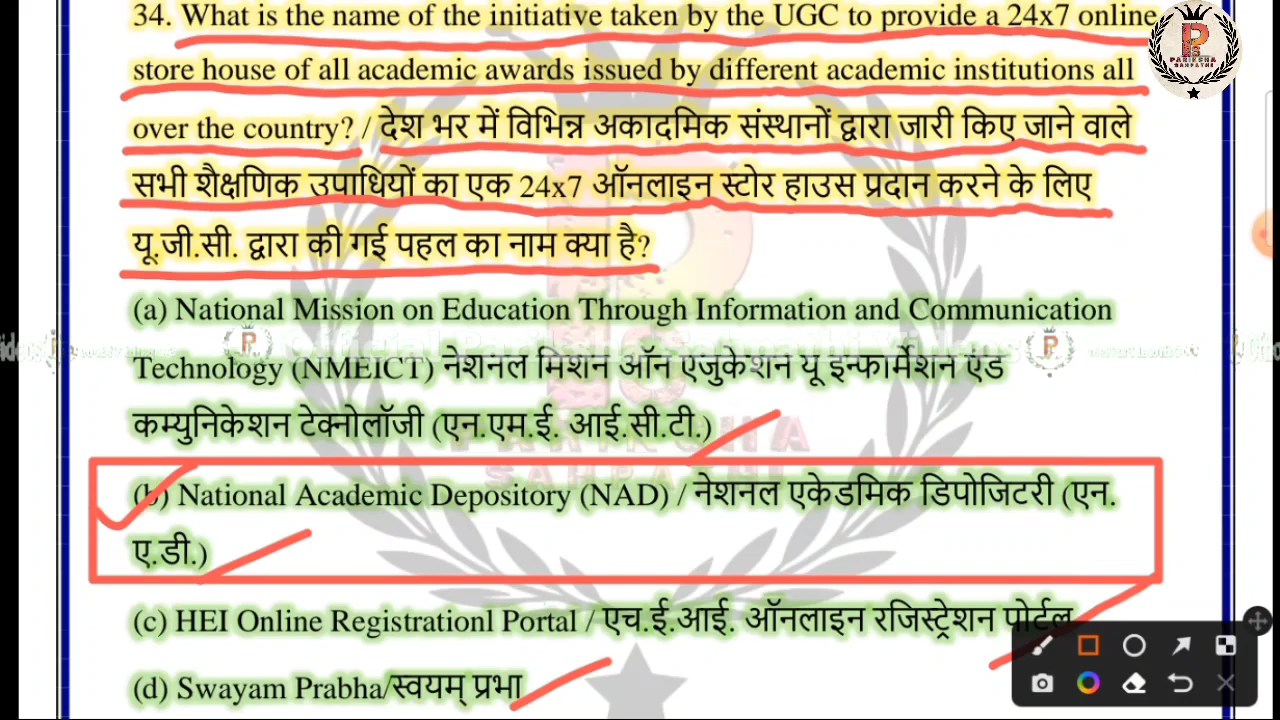 34. What is the name of the initiative taken by the UGC to provide a 24x7 online
store house of all academic awards issued by different academic institutions all
over the country? / देश भर में विभिन्न अकादमिक संस्थानों द्वारा जारी किए जाने वाले
सभी शैक्षणिक उपाधियों का एक 24x7 ऑनलाइन स्टोर हाउस प्रदान करने के लिए
यू.जी.सी. द्वारा की गई पहल का नाम क्या है?
(a) National Mission on Education Through Information and Communication
Technology (NMEICT) नेशनल मिशन ऑन एजुकेशन यू इन्फार्मेशन एंड
कम्युनिकेशन टेक्नोलॉजी (एन.एम.ई. आई.सी.टी.)
(b) National Academic Depository (NAD) / नेशनल एकेडमिक डिपोजिटरी (एन.
ए.डी.)
(c) HEI Online Registrationl Portal / एच.ई.आई. ऑनलाइन रजिस्ट्रेशन पोर्टल
(d) Swayam Prabha/स्वयम् प्रभा
PARIKSHA
SAHPATHI